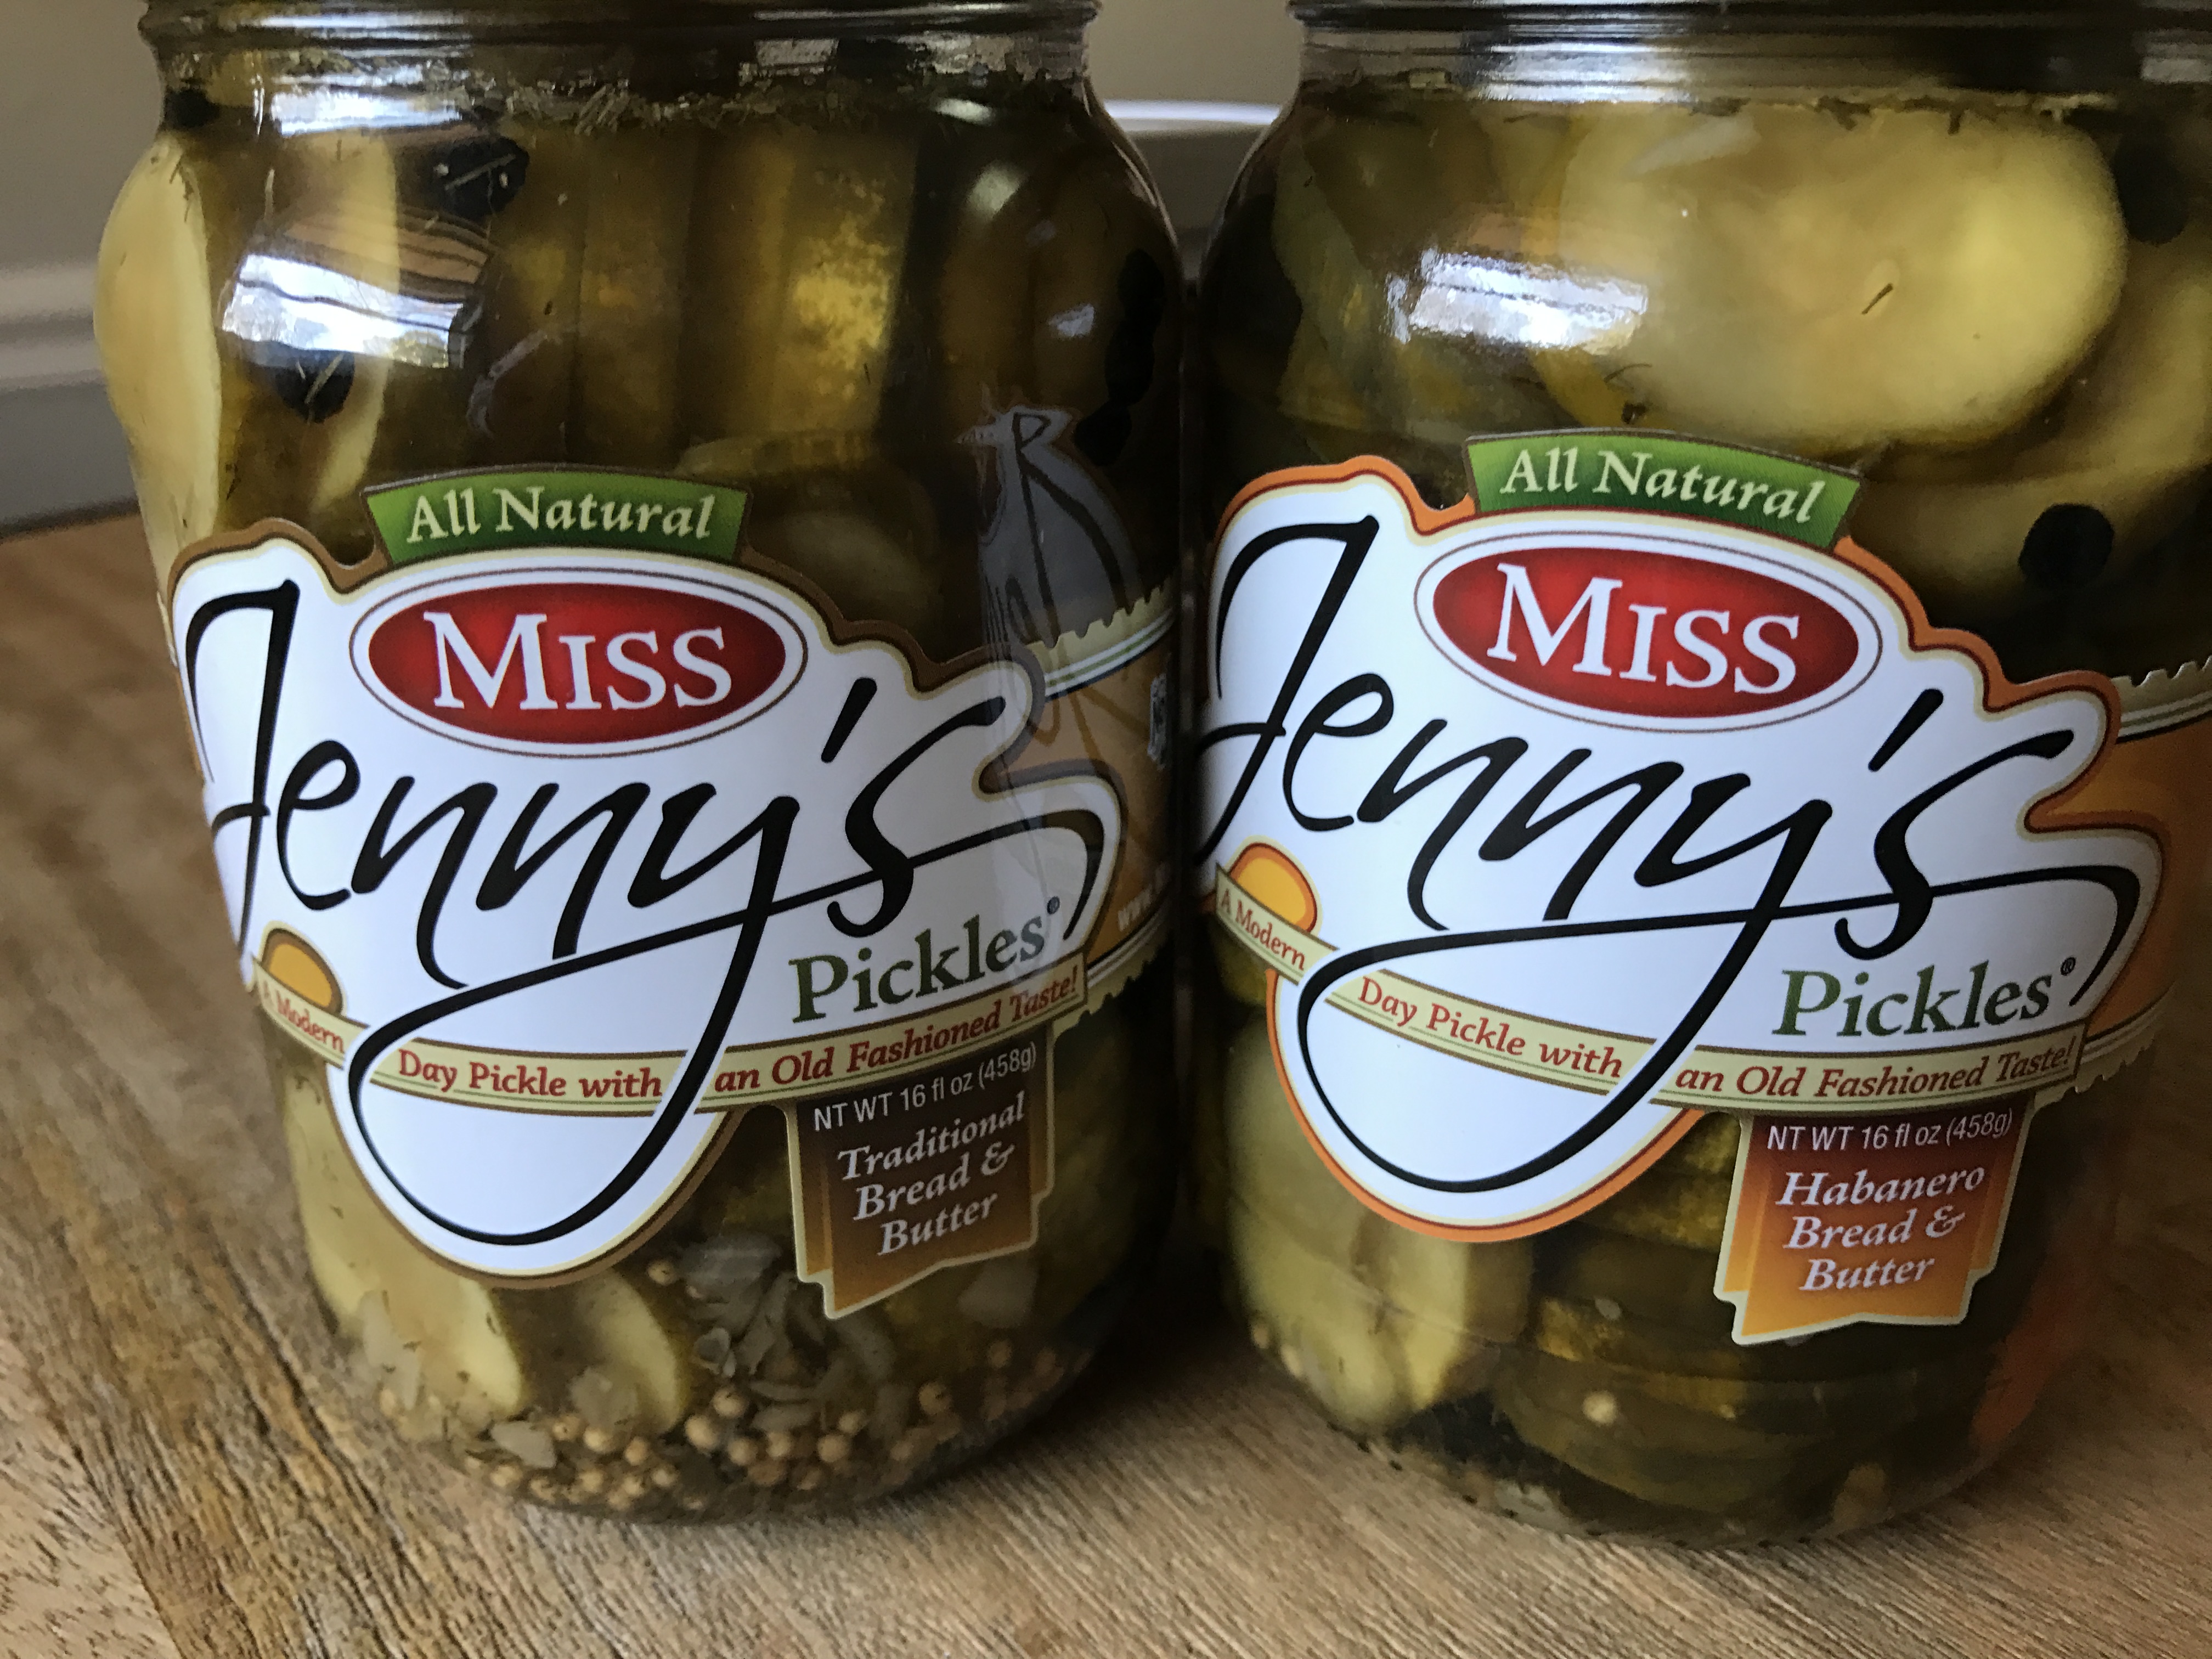 All Natural
MISS
Jenny's
Pickles®
A Modern Day Pickle with an Old Fashioned Taste!
NT WT 16 fl oz (458g)
Traditional
Bread &
Butter
All Natural
MISS
Jenny's
Pickles®
A Modern Day Pickle with an Old Fashioned Taste!
NT WT 16 fl oz (458g)
Habanero
Bread &
Butter